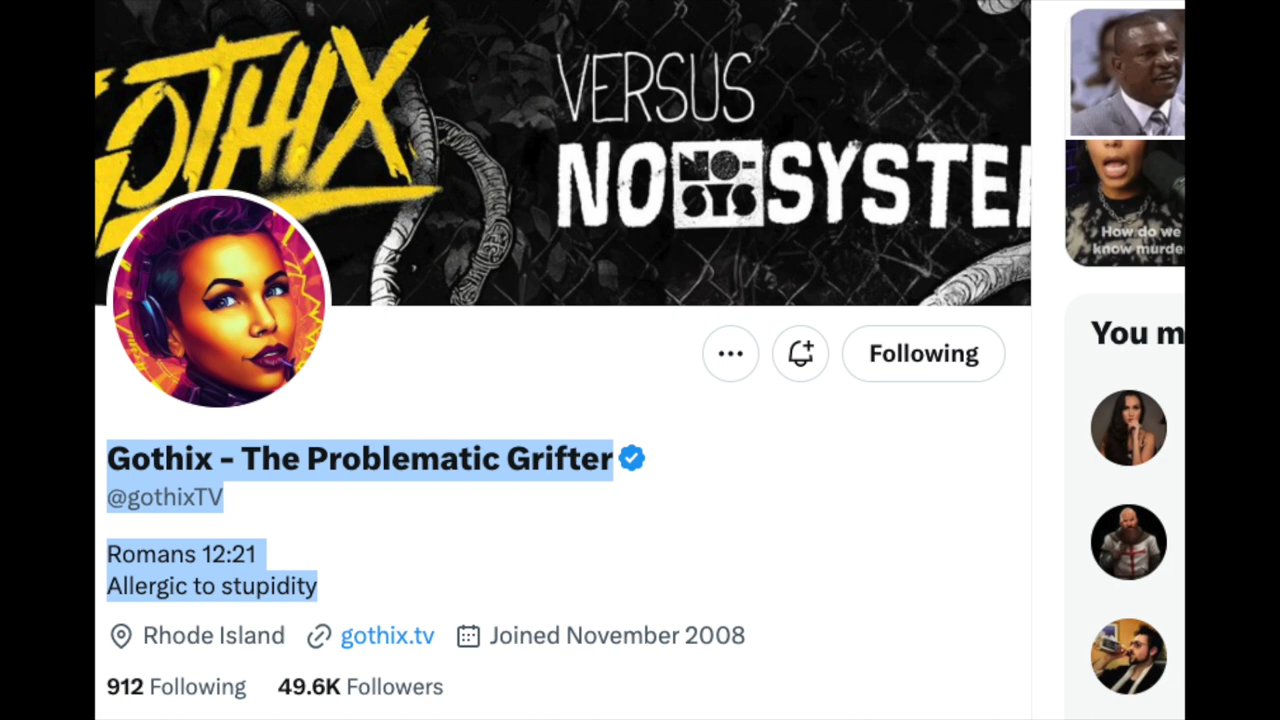 GOTHIX
VERSUS
NO NO-SYS SYSTE
How do we
know murde
You m
Following
Gothix - The Problematic Grifter
@gothixTV
Romans 12:21
Allergic to stupidity
Rhode Island gothix.tv Joined November 2008
912 Following 49.6K Followers